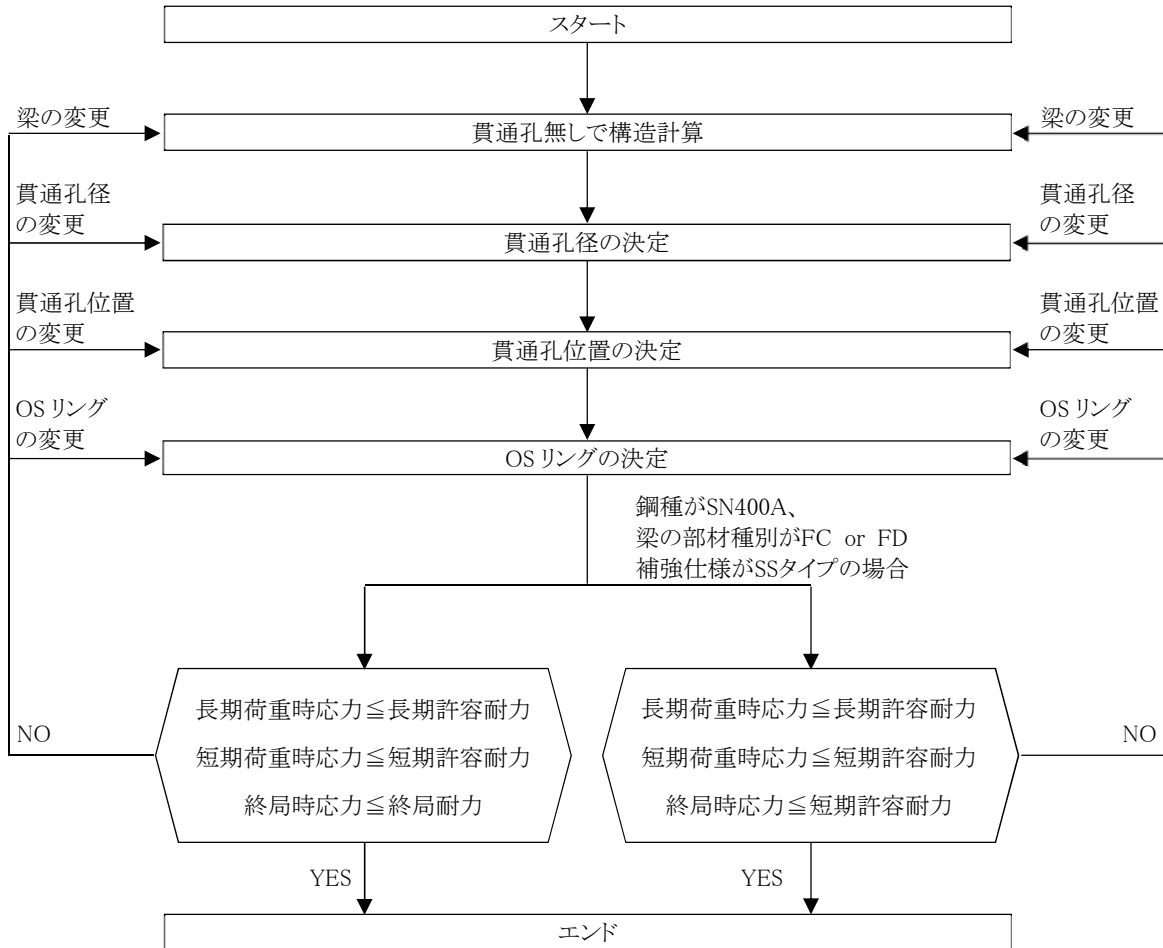 スタート
梁の変更
貫通孔無しで構造計算
梁の変更
貫通孔径
の変更
貫通孔径の決定
貫通孔径
の変更
貫通孔位置
の変更
貫通孔位置の決定
貫通孔位置
の変更
OSリング
の変更
OSリングの決定
OSリング
の変更
鋼種がSN400A、
梁の部材種別がFC or FD
補強仕様がSSタイプの場合
長期荷重時応力≦長期許容耐力
短期荷重時応力≦短期許容耐力
終局時応力≦終局耐力
NO
長期荷重時応力≦長期許容耐力
短期荷重時応力≦短期許容耐力
終局時応力≦短期許容耐力
NO
YES
YES
エンド